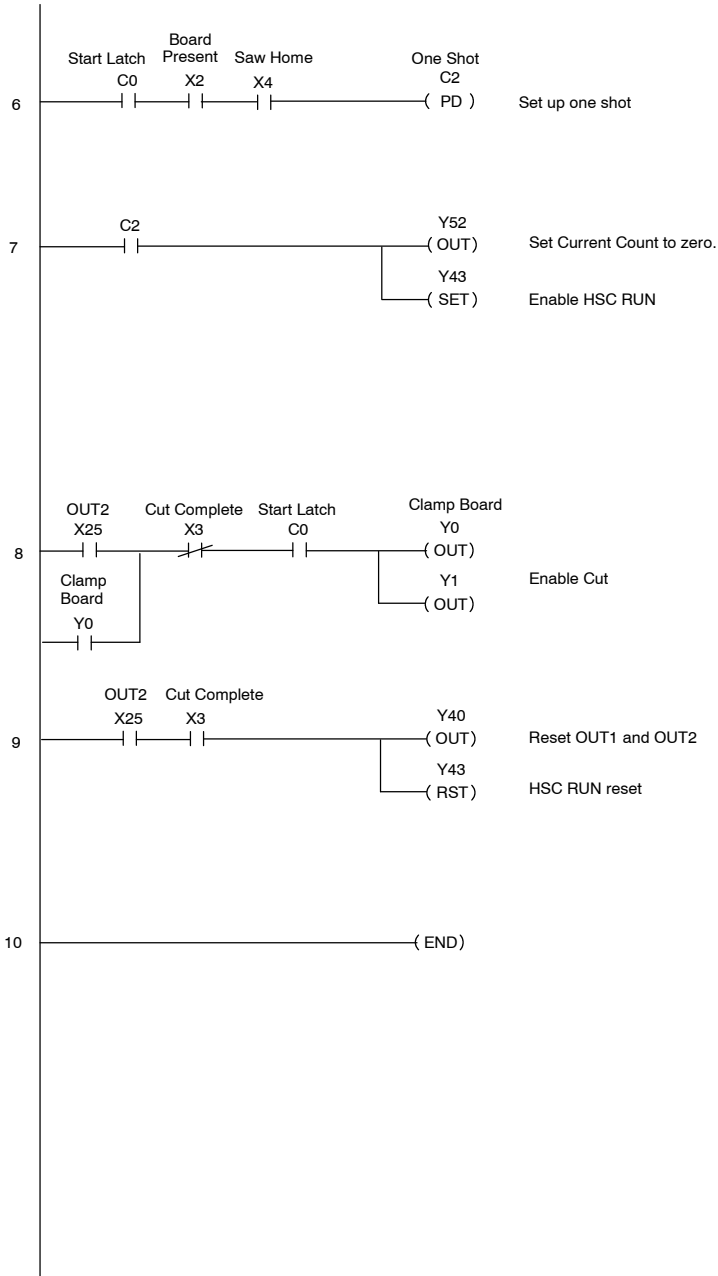 Start Latch
Board
Present
Saw Home
One Shot
C0
X2
X4
C2
6
( PD )
Set up one shot
C2
Y52
7
( OUT )
Set Current Count to zero.
Y43
( SET )
Enable HSC RUN
OUT2
Cut Complete
Start Latch
Clamp Board
X25
X3
C0
Y0
8
( OUT )
Clamp
Board
Y1
Enable Cut
( OUT )
Y0
OUT2
Cut Complete
X25
X3
Y40
9
( OUT )
Reset OUT1 and OUT2
Y43
( RST )
HSC RUN reset
10
( END )